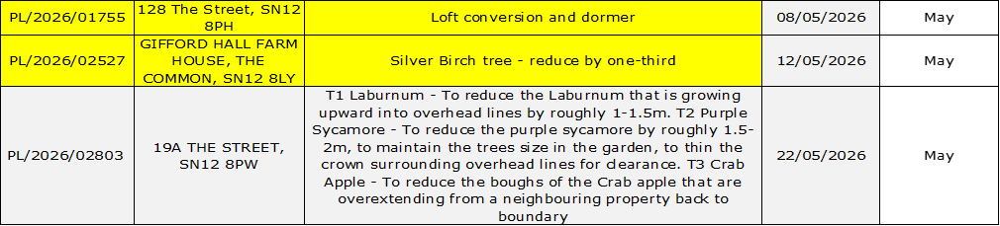 PL/2026/01755
128 The Street, SN12
8PH
Loft conversion and dormer
08/05/2026
May
PL/2026/02527
GIFFORD HALL FARM
HOUSE, THE
COMMON, SN12 8LY
Silver Birch tree - reduce by one-third
12/05/2026
May
PL/2026/02803
19A THE STREET,
SN12 8PW
T1 Laburnum - To reduce the Laburnum that is growing
upward into overhead lines by roughly 1-1.5m. T2 Purple
Sycamore - To reduce the purple sycamore by roughly 1.5-
2m, to maintain the trees size in the garden, to thin the
crown surrounding overhead lines for clearance. T3 Crab
Apple - To reduce the boughs of the Crab apple that are
overextending from a neighbouring property back to
boundary
22/05/2026
May